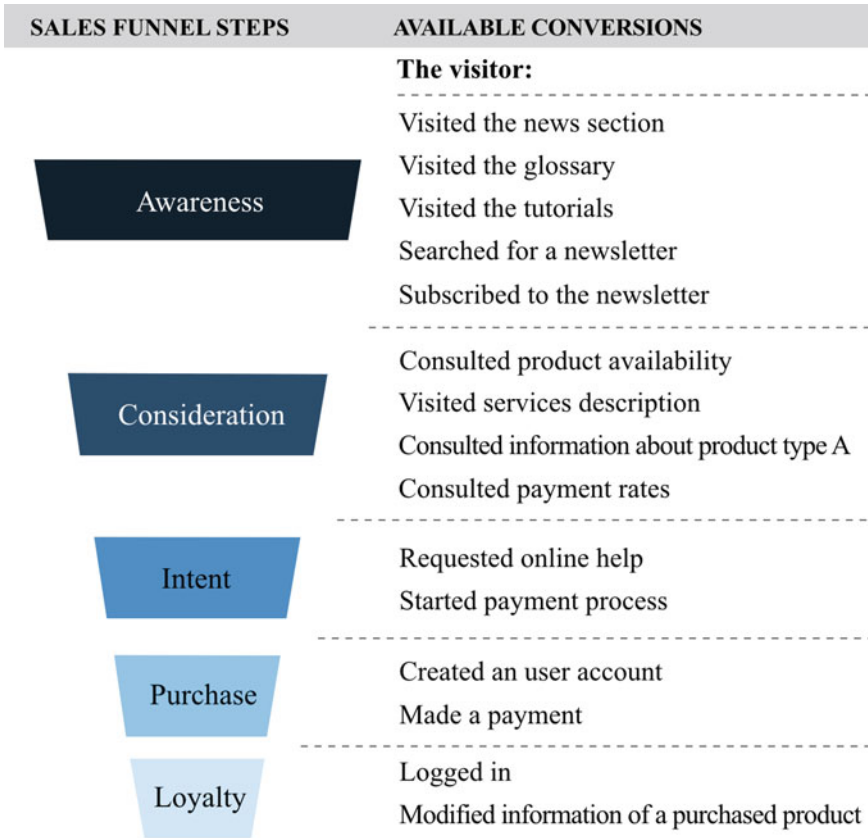 SALES FUNNEL STEPS AVAILABLE CONVERSIONS
The visitor:
Awareness
Visited the news section
Visited the glossary
Visited the tutorials
Searched for a newsletter
Subscribed to the newsletter
Consideration
Consulted product availability
Visited services description
Consulted information about product type A
Consulted payment rates
Intent
Requested online help
Started payment process
Purchase
Created an user account
Made a payment
Loyalty
Logged in
Modified information of a purchased product